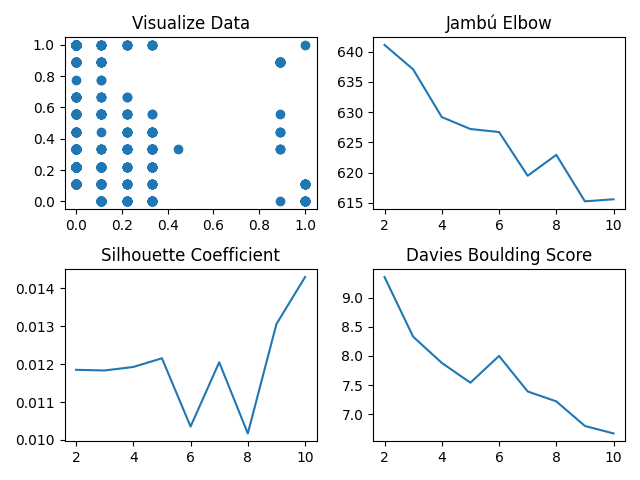 Visualize Data
1.0
0.8
0.6
0.4
0.2
0.0
0.0 0.2 0.4 0.6 0.8 1.0
Jambú Elbow
640
635
630
625
620
615
2 4 6 8 10
Silhouette Coefficient
0.014
0.013
0.012
0.011
0.010
2 4 6 8 10
Davies Boulding Score
9.0
8.5
8.0
7.5
7.0
2 4 6 8 10